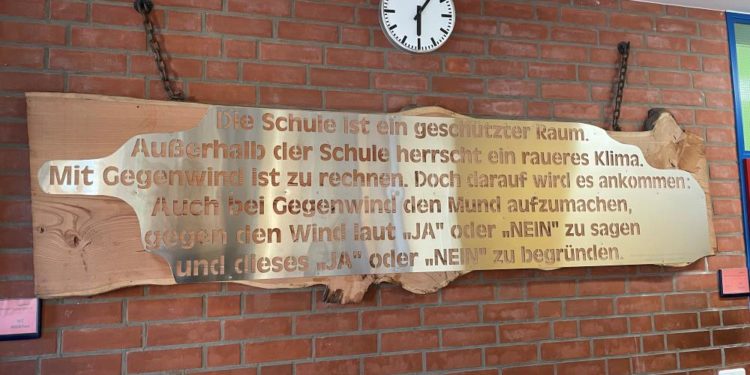 Die Schule ist ein geschützter Raum.
Außerhalb der Schule herrscht ein raueres Klima.
Mit Gegenwind ist zu rechnen. Doch darauf wird es ankommen:
Auch bei Gegenwind den Mund aufzumachen,
gegen den Wind laut „JA" oder „NEIN" zu sagen
und dieses „JA" oder „NEIN" zu begründen.